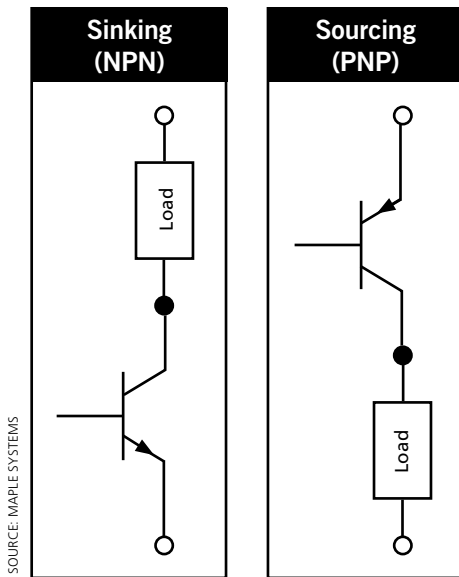 Sinking
(NPN)
Sourcing
(PNP)
Load
Load
SOURCE: MAPLE SYSTEMS